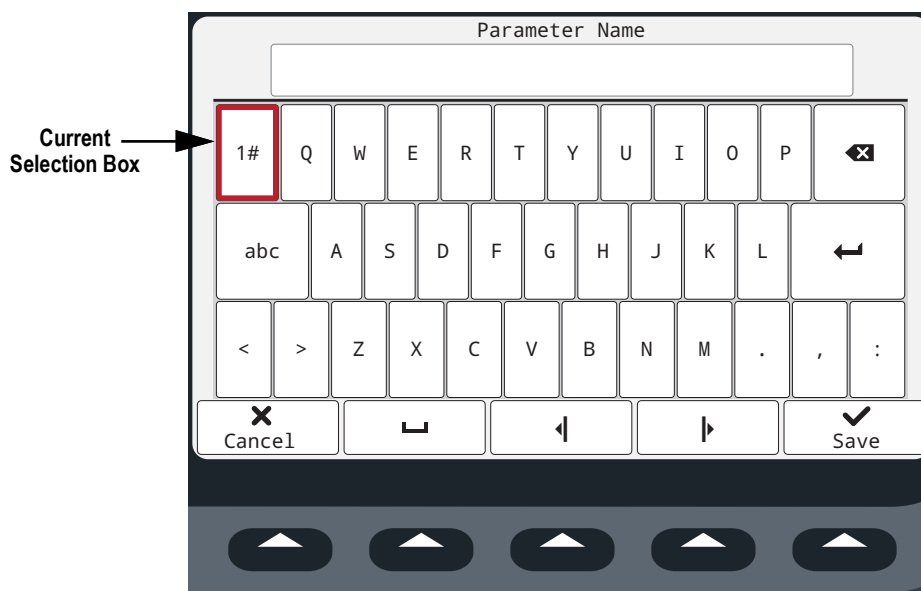 Parameter Name
Current
Selection Box
1# Q W E R T Y U I O P
abc A S D F G H J K L
< > Z X C V B N M . , :
Cancel Save